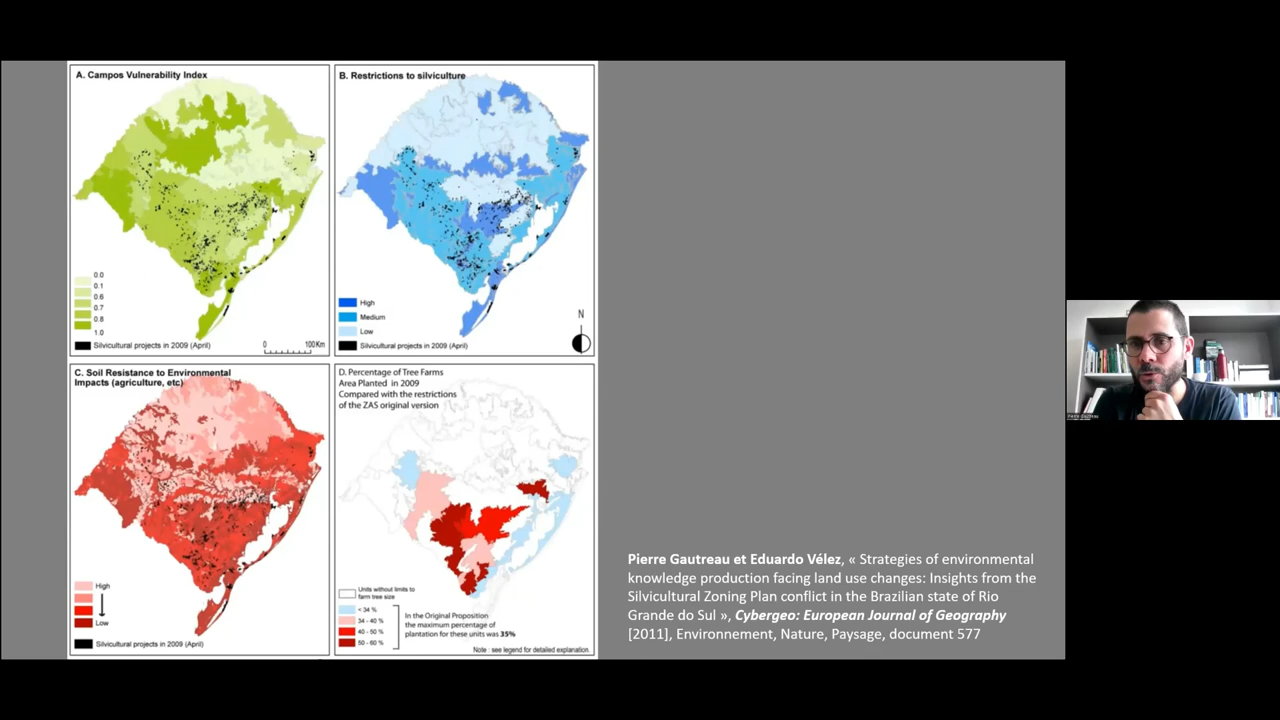 A. Campos Vulnerability Index
0.0
0.1
0.6
0.7
0.8
1.0
Silvicultural projects in 2009 (April)
0 100Km
B. Restrictions to silviculture
High
Medium
Low
Silvicultural projects in 2009 (April)
N
C. Soil Resistance to Environmental
Impacts (agriculture, etc)
High
Low
Silvicultural projects in 2009 (April)
D. Percentage of Tree Farms
Area Planted in 2009
Compared with the restrictions
of the ZAS original version
Units without limits to
farm tree size
< 34 %
34 - 40 %
40 - 50 %
50 - 60 %
In the Original Proposition
the maximum percentage of
plantation for these units was 35%
Note : see legend for detailed explanation.
Pierre Gautreau et Eduardo Vélez, « Strategies of environmental
knowledge production facing land use changes: Insights from the
Silvicultural Zoning Plan conflict in the Brazilian state of Rio
Grande do Sul », Cybergeo: European Journal of Geography
[2011], Environnement, Nature, Paysage, document 577
Pierre Gautreau